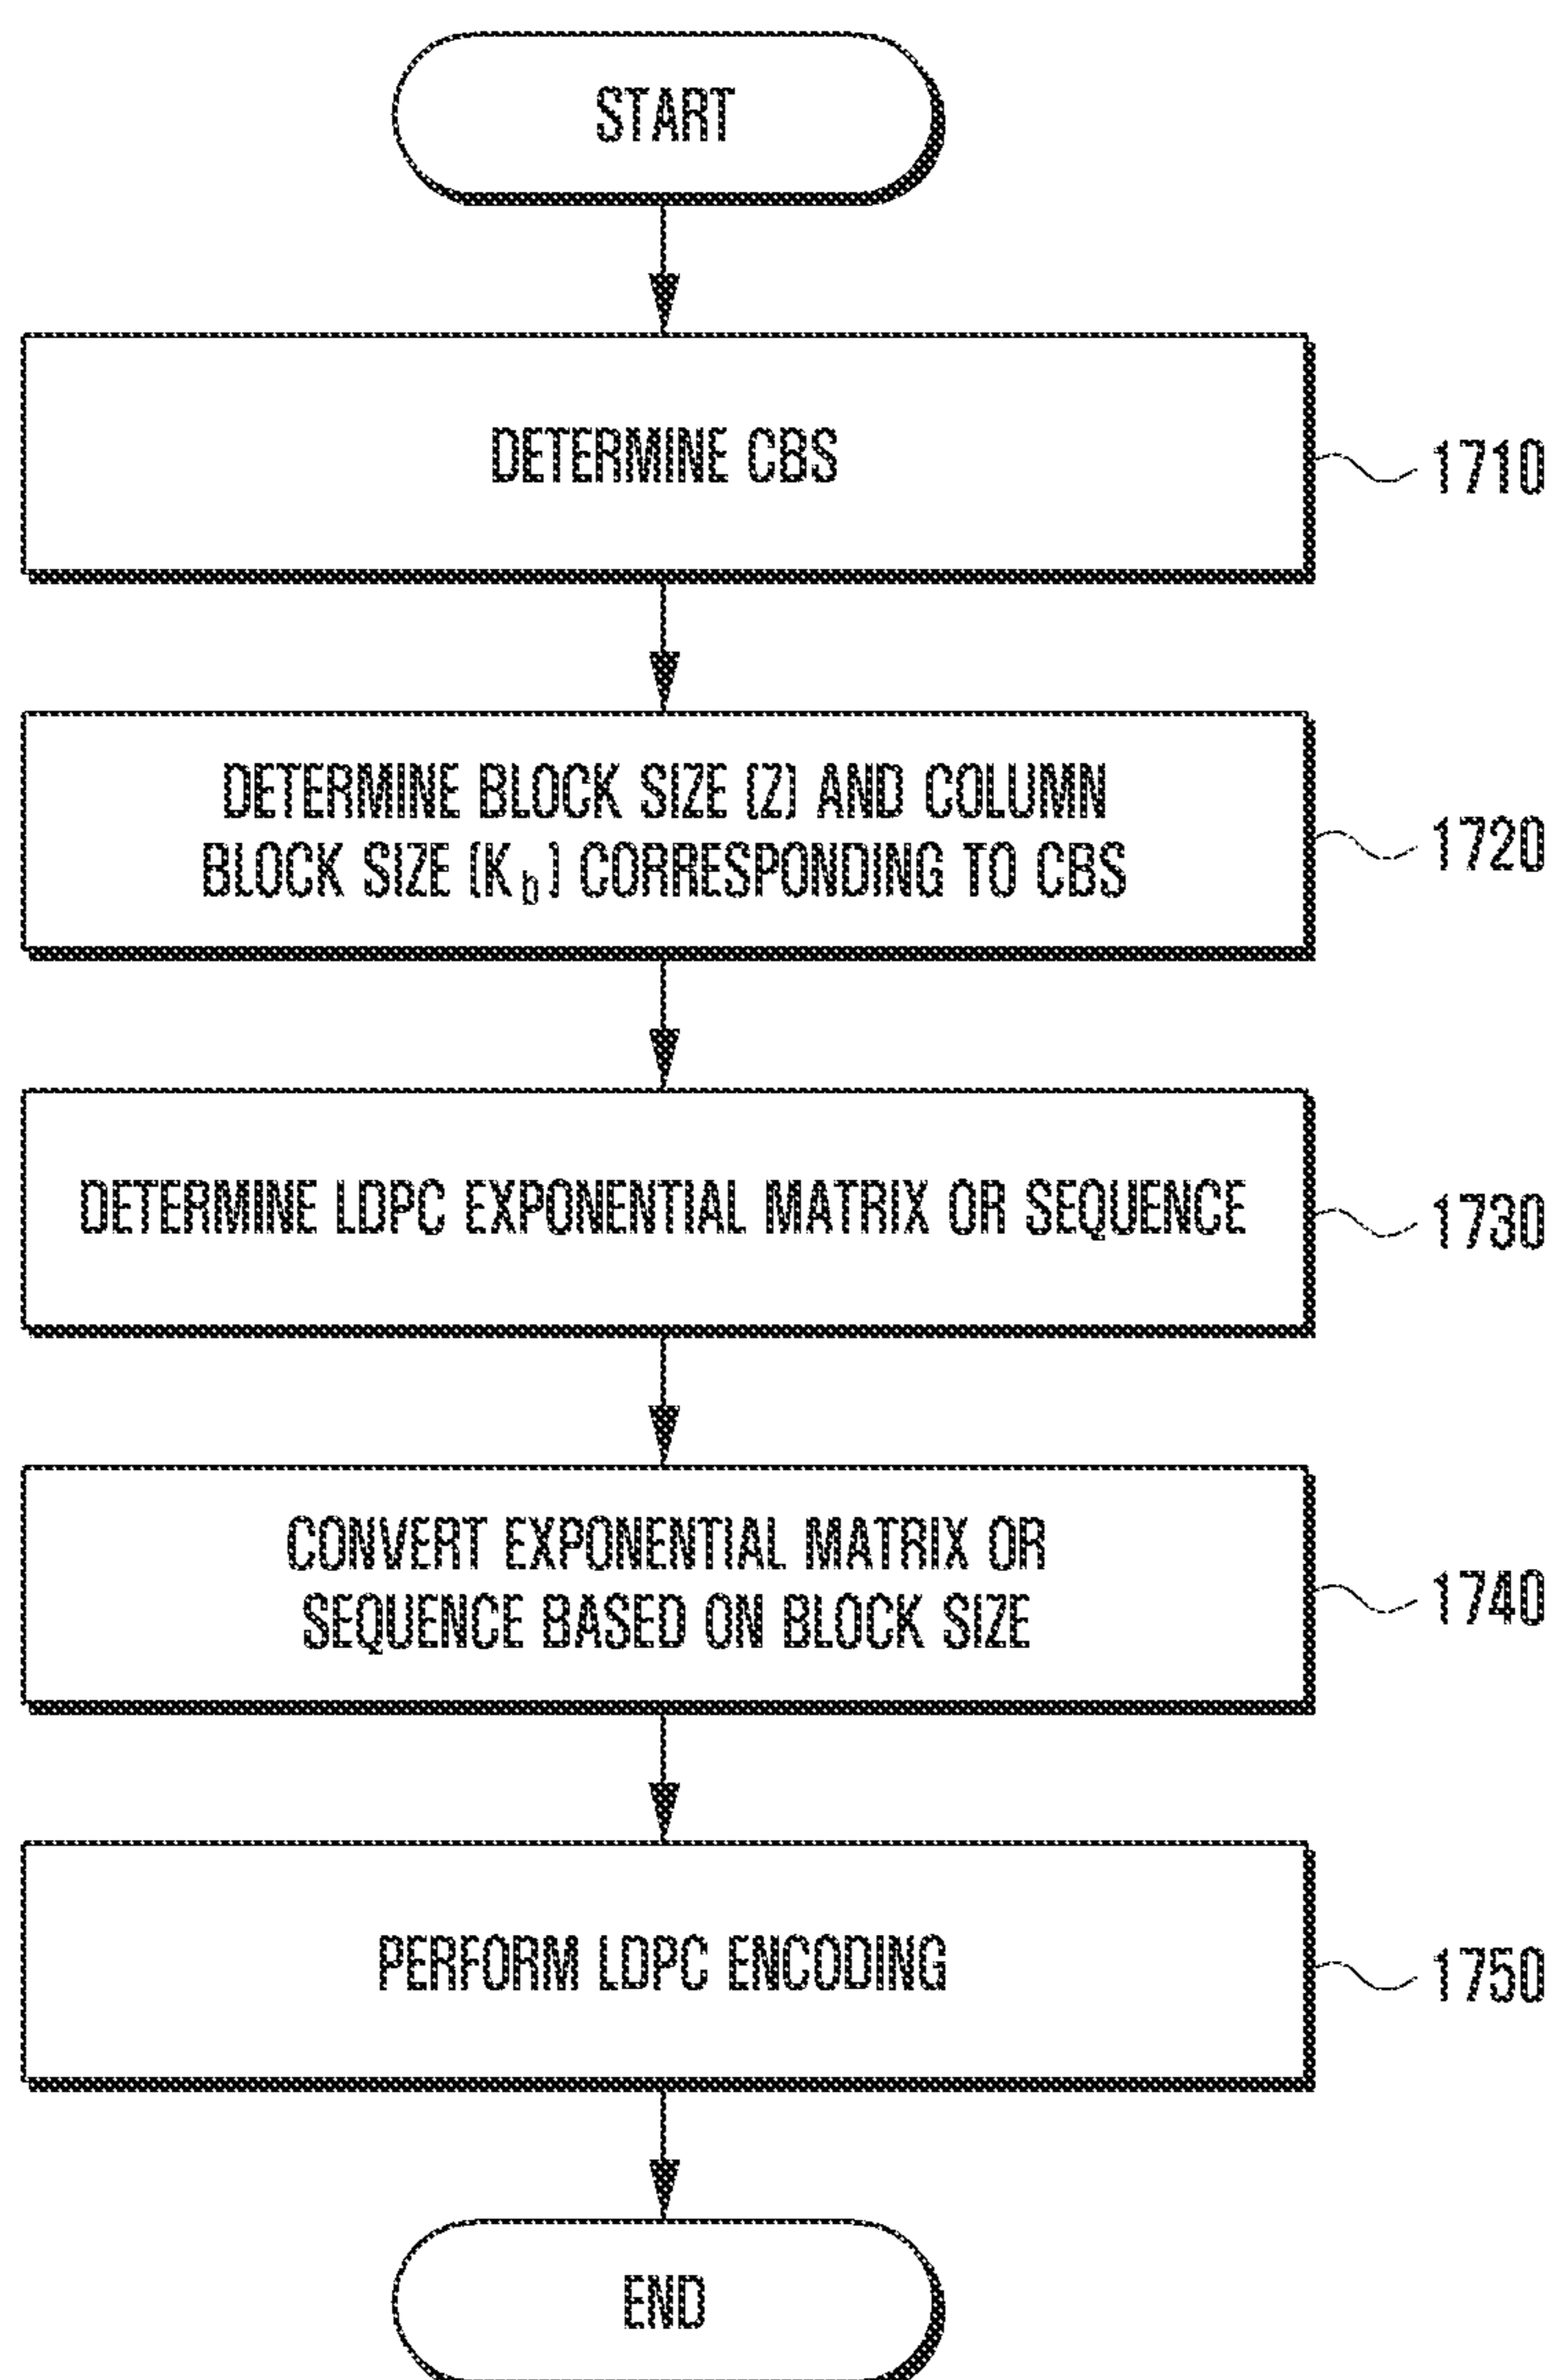 START
DETERMINE CBS
1710
DETERMINE BLOCK SIZE (Z) AND COLUMN
BLOCK SIZE (Kb) CORRESPONDING TO CBS
1720
DETERMINE LDPC EXPONENTIAL MATRIX OR SEQUENCE
1730
CONVERT EXPONENTIAL MATRIX OR
SEQUENCE BASED ON BLOCK SIZE
1740
PERFORM LDPC ENCODING
1750
END